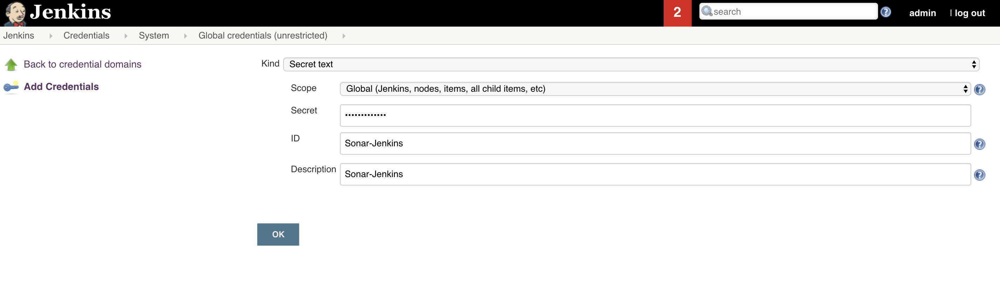 Jenkins
2
search
admin | log out
Jenkins Credentials System Global credentials (unrestricted)
Back to credential domains
Add Credentials
Kind Secret text
Scope Global (Jenkins, nodes, items, all child items, etc)
Secret •••••••••••••
ID Sonar-Jenkins
Description Sonar-Jenkins
OK